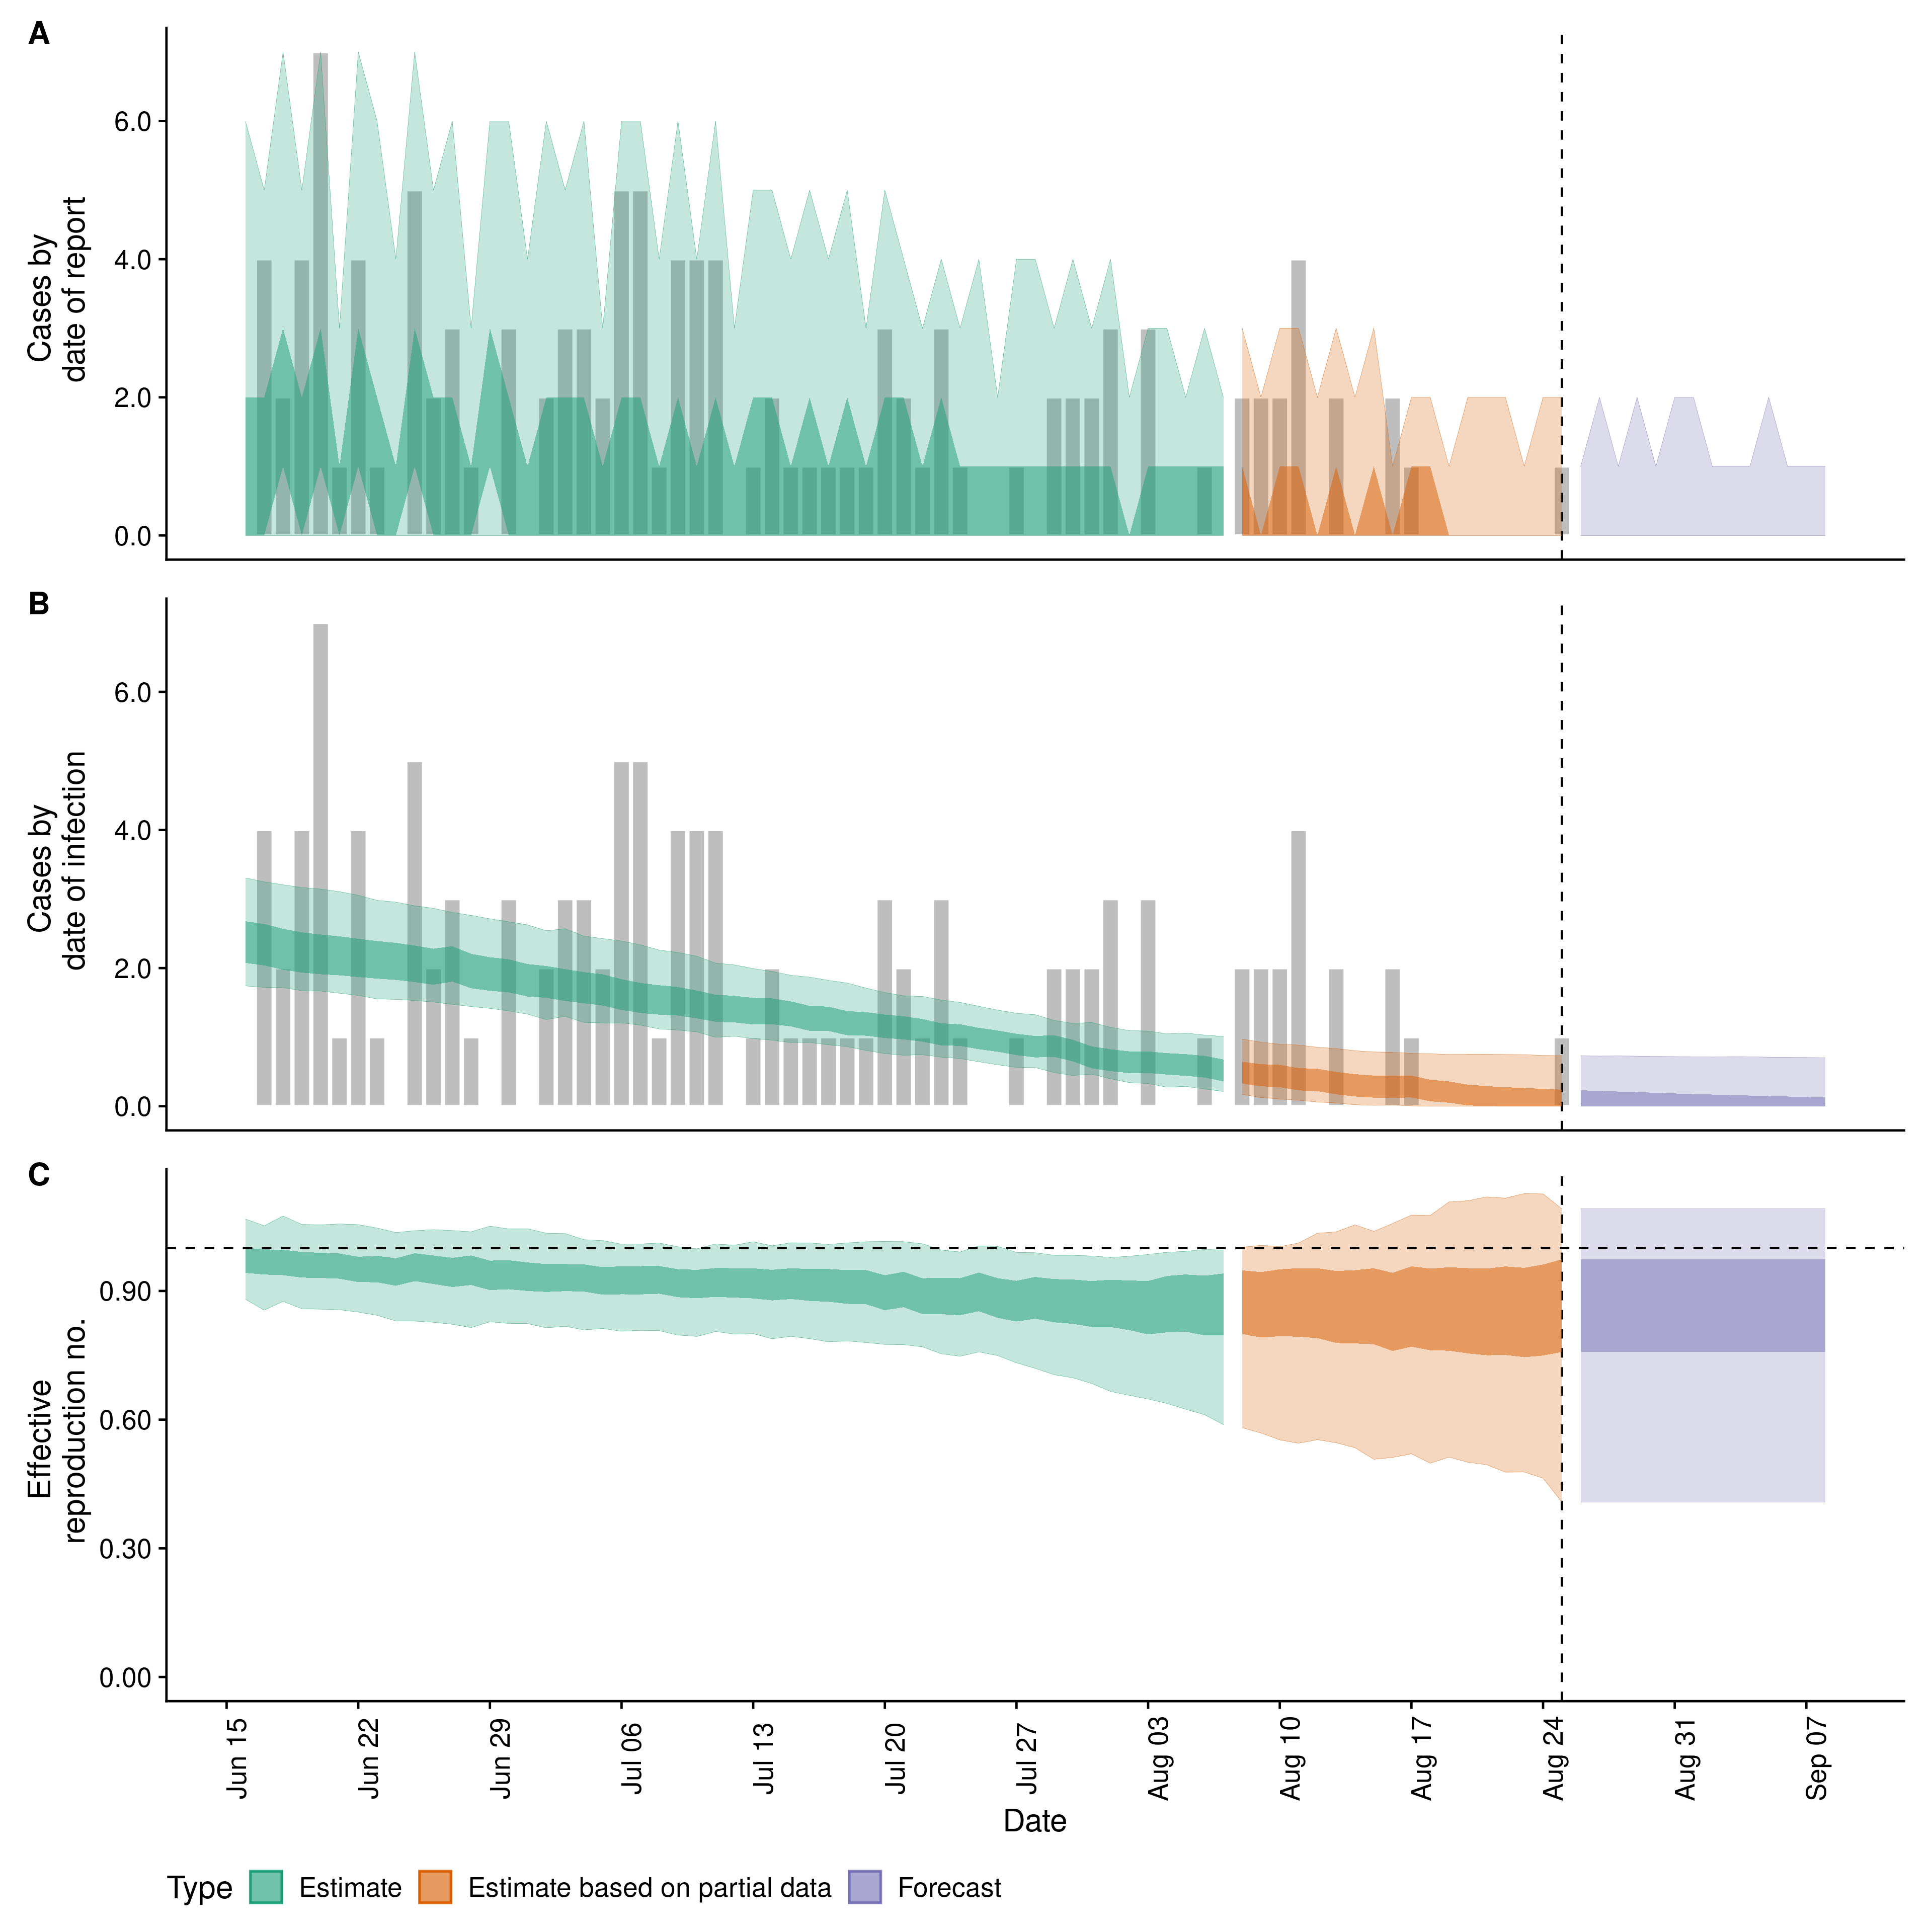 A
Cases by
date of report
6.0
4.0
2.0
0.0
B
Cases by
date of infection
6.0
4.0
2.0
0.0
C
Effective
reproduction no.
0.90
0.60
0.30
0.00
Jun 15
Jun 22
Jun 29
Jul 06
Jul 13
Jul 20
Jul 27
Aug 03
Aug 10
Aug 17
Aug 24
Aug 31
Sep 07
Date
Type Estimate Estimate based on partial data Forecast